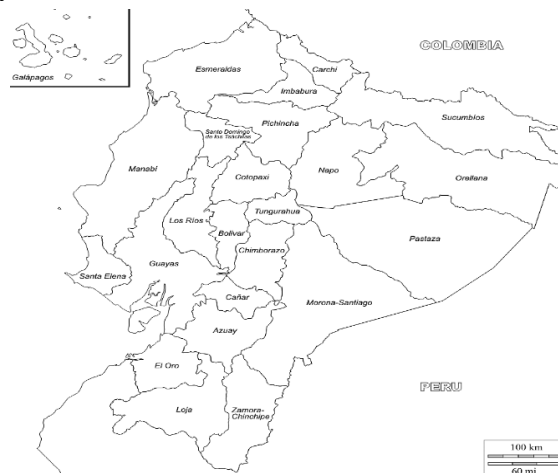 COLOMBIA
Esmeraldas
Carchi
Galápagos
Imbabura
Sucumbíos
Pichincha
Santo Domingo
de los Tsáchilas
Manabí
Napo
Orellana
Cotopaxi
Tungurahua
Los Ríos
Bolívar
Pastaza
Chimborazo
Guayas
Santa Elena
Cañar
Morona-Santiago
Azuay
El Oro
PERU
Loja
Zamora-
Chinchipe
100 km
60 mi